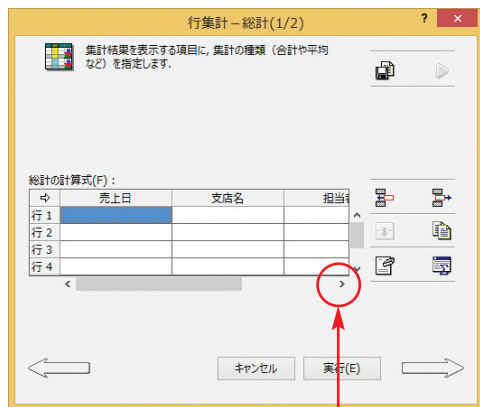 行集計－総計(1/2)
? ×
集計結果を表示する項目に, 集計の種類（合計や平均
など）を指定します.
総計の計算式(F)：
売上日 支店名 担当者
行 1
行 2
行 3
行 4
キャンセル 実行(E)